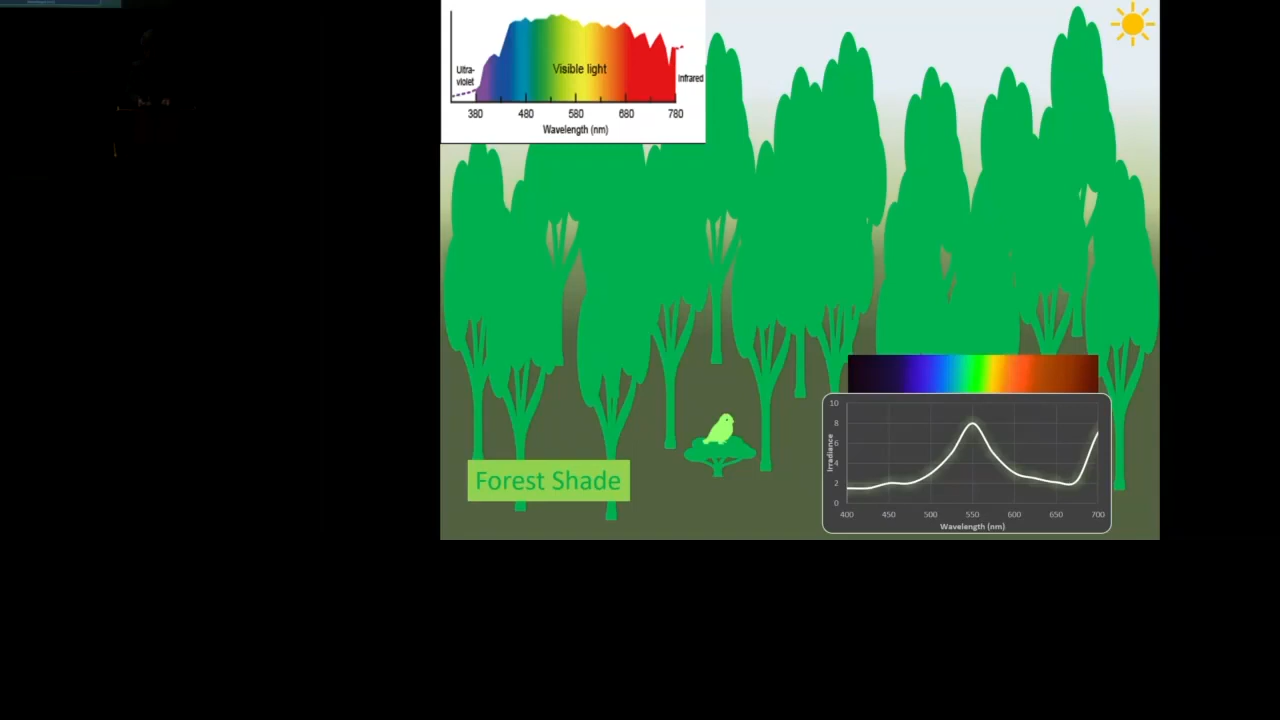 Ultra-
violet
Visible light
Infrared
380 480 580 680 780
Wavelength (nm)
Forest Shade
10
8
6
4
2
0
Irradiance
400 450 500 550 600 650 700
Wavelength (nm)